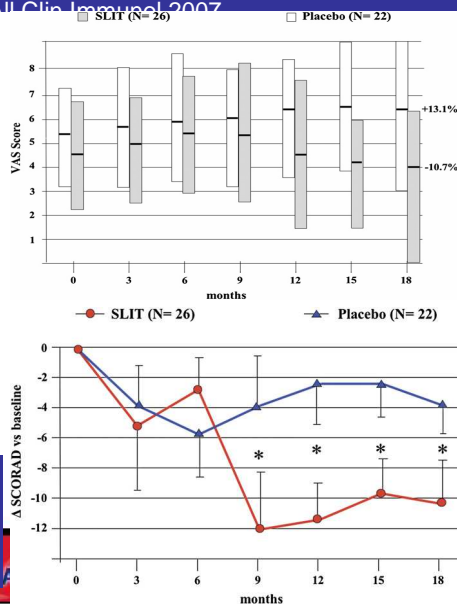 ll Clin Immunol 2007
SLIT (N= 26) Placebo (N= 22)
VAS Score
8
7
6
5
4
3
2
1
+13.1%
-10.7%
0 3 6 9 12 15 18
months
SLIT (N= 26) Placebo (N= 22)
Δ SCORAD vs baseline
0
-2
-4
-6
-8
-10
-12
* * * *
0 3 6 9 12 15 18
months